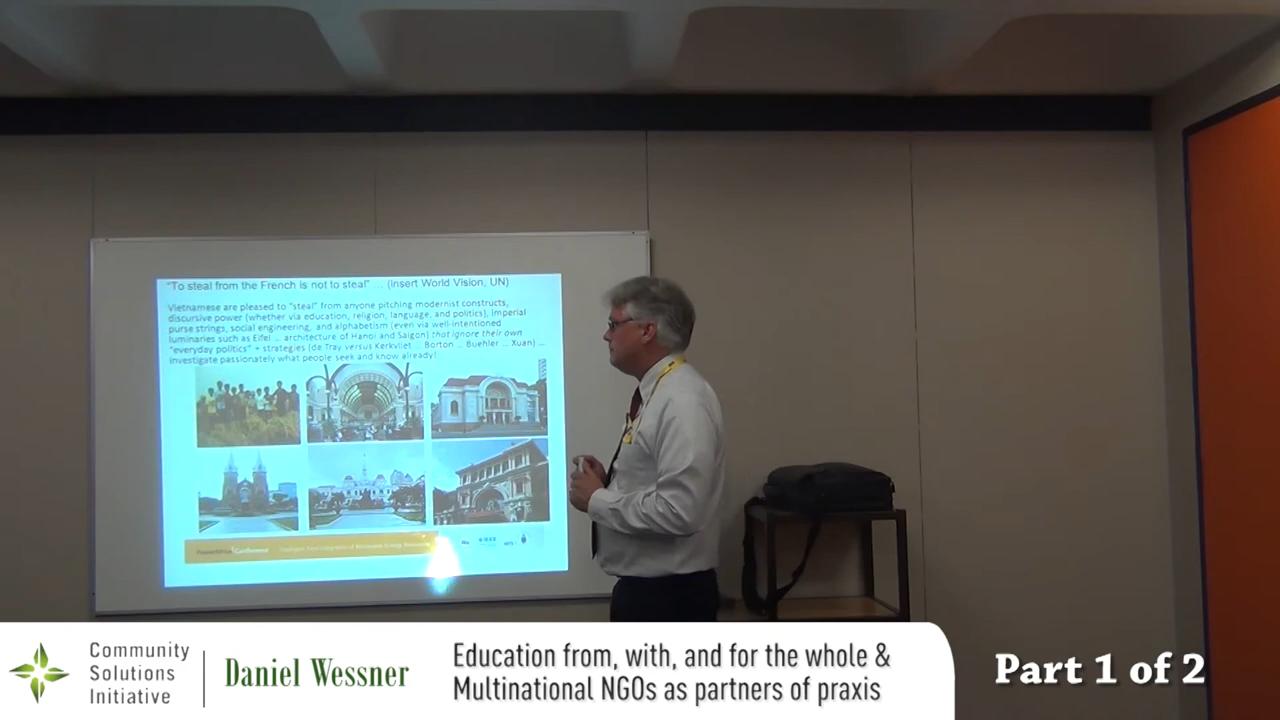 "To steal from the French is not to steal" ... (Insert World Vision, UN)
Vietnamese are pleased to "steal" from anyone pitching modernist constructs,
discursive power (whether via education, religion, language, and politics), imperial
purse strings, social engineering, and alphabetism (even via well-intentioned
luminaries such as Eifel ... architecture of Hanoi and Saigon) that ignore their own
"everyday politics" + strategies (de Tray versus Kerkvliet ... Borton ... Buehler ... Xuan) ...
investigate passionately what people seek and know already!
Conference
IEEE
Community
Solutions
Initiative
Daniel Wessner
Education from, with, and for the whole &
Multinational NGOs as partners of praxis
Part 1 of 2